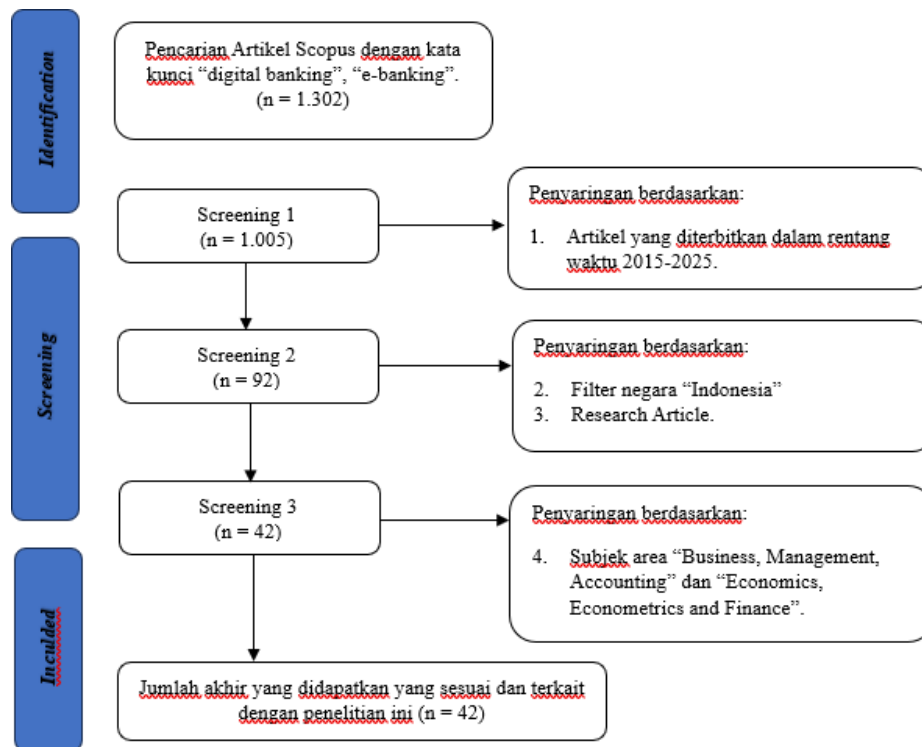 Identification
Pencarian Artikel Scopus dengan kata
kunci “digital banking”, “e-banking”.
(n = 1.302)
Screening
Screening 1
(n = 1.005)
Penyaringan berdasarkan:
1. Artikel yang diterbitkan dalam rentang
waktu 2015-2025.
Screening 2
(n = 92)
Penyaringan berdasarkan:
2. Filter negara “Indonesia”
3. Research Article.
Screening 3
(n = 42)
Penyaringan berdasarkan:
4. Subjek area “Business, Management,
Accounting” dan “Economics,
Econometrics and Finance”.
Inculded
Jumlah akhir yang didapatkan yang sesuai dan terkait
dengan penelitian ini (n = 42)